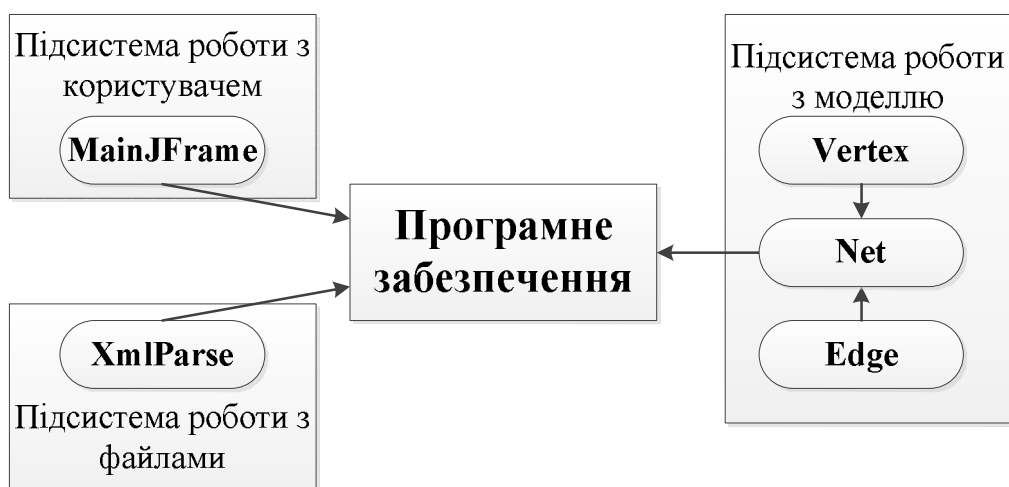 Підсистема роботи з
користувачем
MainJFrame
Підсистема роботи
з моделлю
Vertex
Net
Edge
Програмне
забезпечення
XmlParse
Підсистема роботи з
файлами